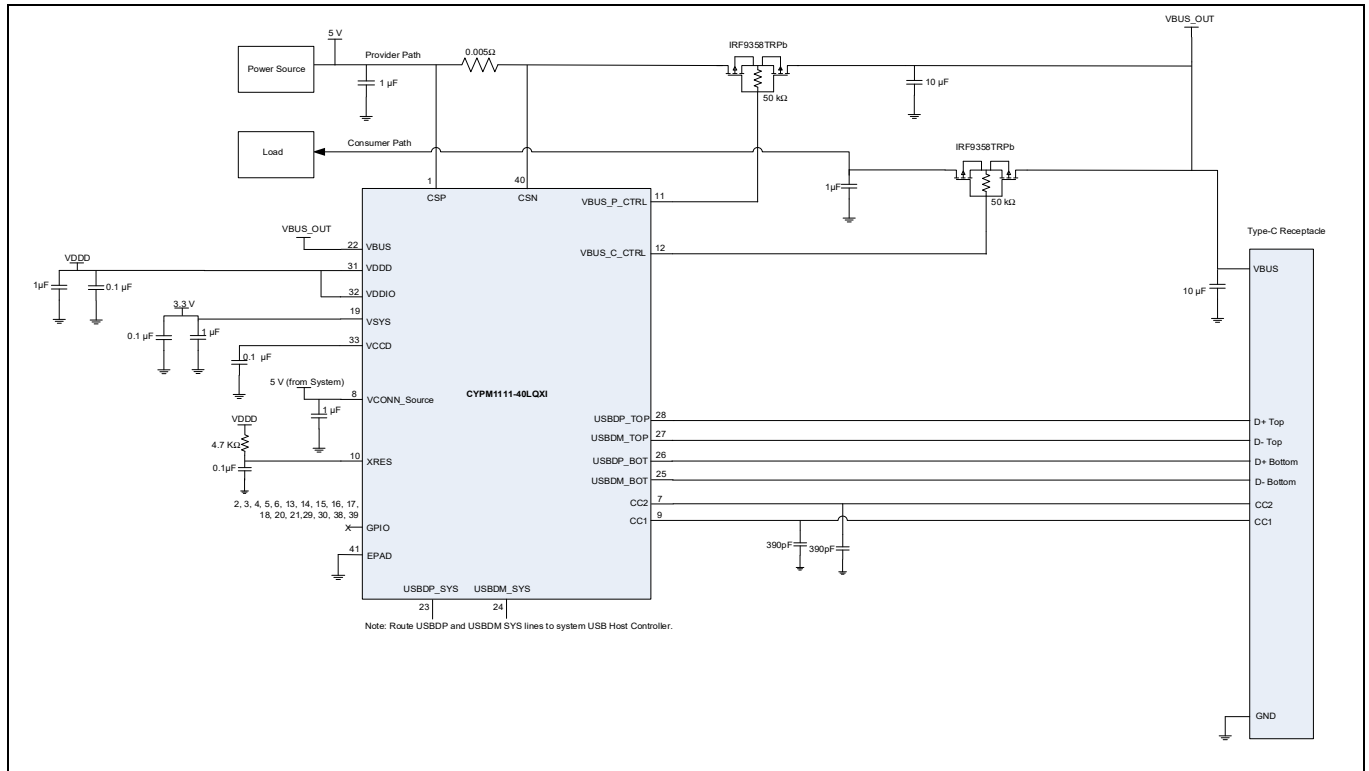 VBUS_OUT
5 V
IRF9358TRPb
Power Source
Provider Path
0.005Ω
1 µF
50 kΩ
10 µF
Load
Consumer Path
IRF9358TRPb
1µF
50 kΩ
1
40
CSP
CSN
VBUS_P_CTRL
11
VBUS_C_CTRL
12
VBUS_OUT
22
VBUS
VDDD
31
VDDD
1µF
0.1 µF
32
VDDIO
3.3 V
19
VSYS
0.1 µF
1 µF
33
VCCD
0.1 µF
5 V (from System)
8
VCONN_Source
1 µF
CYPM1111-40LQXI
VDDD
4.7 KΩ
10
XRES
0.1µF
2, 3, 4, 5, 6, 13, 14, 15, 16, 17,
18, 20, 21,29, 30, 38, 39
X
GPIO
41
EPAD
USBDP_SYS
USBDM_SYS
23
24
Note: Route USBDP and USBDM SYS lines to system USB Host Controller.
USBDP_TOP
28
USBDM_TOP
27
USBDP_BOT
26
USBDM_BOT
25
CC2
7
CC1
9
390pF
390pF
Type-C Receptacle
VBUS
10 µF
D+ Top
D- Top
D+ Bottom
D- Bottom
CC2
CC1
GND